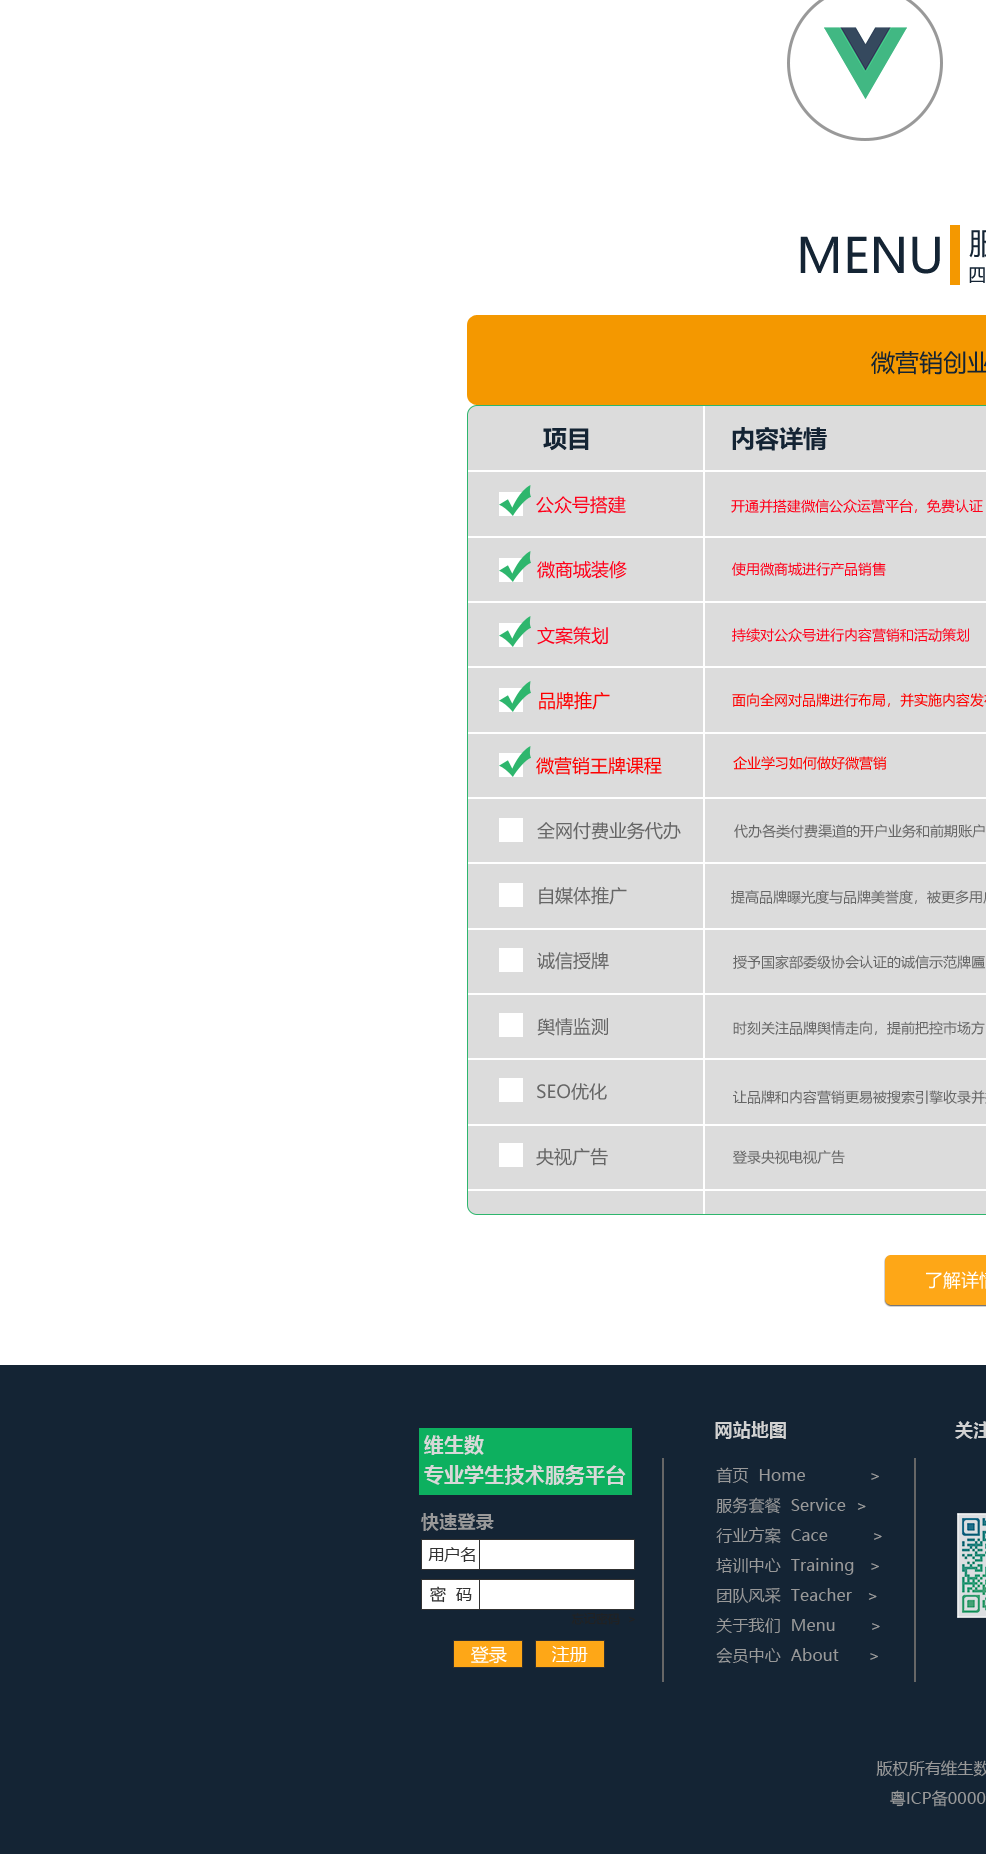 MENU
四
微营销创业
项目 内容详情
公众号搭建 开通并搭建微信公众运营平台，免费认证
微商城装修 使用微商城进行产品销售
文案策划 持续对公众号进行内容营销和活动策划
品牌推广 面向全网对品牌进行布局，并实施内容发
微营销王牌课程 企业学习如何做好微营销
全网付费业务代办 代办各类付费渠道的开户业务和前期账户
自媒体推广 提高品牌曝光度与品牌美誉度，被更多用
诚信授牌 授予国家部委级协会认证的诚信示范牌匾
舆情监测 时刻关注品牌舆情走向，提前把控市场方
SEO优化 让品牌和内容营销更易被搜索引擎收录并
央视广告 登录央视电视广告
了解详情
维生数
专业学生技术服务平台
快速登录
用户名
密 码
登录 注册
网站地图
首页 Home >
服务套餐 Service >
行业方案 Cace >
培训中心 Training >
团队风采 Teacher >
关于我们 Menu >
会员中心 About >
关注
版权所有维生数
粤ICP备0000